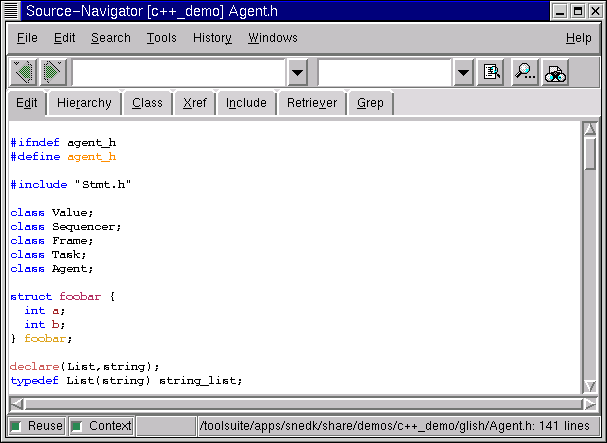 Source-Navigator [c++_demo] Agent.h
File Edit Search Tools History Windows Help
Edit Hierarchy Class Xref Include Retriever Grep
#ifndef agent_h
#define agent_h
#include "Stmt.h"
class Value;
class Sequencer;
class Frame;
class Task;
class Agent;
struct foobar {
  int a;
  int b;
} foobar;
declare(List,string);
typedef List(string) string_list;
Reuse Context /toolsuite/apps/snedk/share/demos/c++_demo/glish/Agent.h: 141 lines